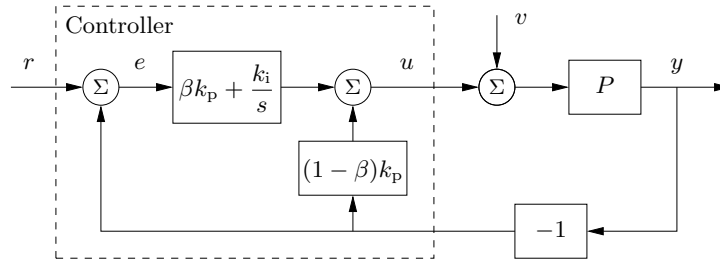 Controller
v
r
e
u
y
Σ
βk_p + k_i/s
Σ
Σ
P
(1 − β)k_p
−1